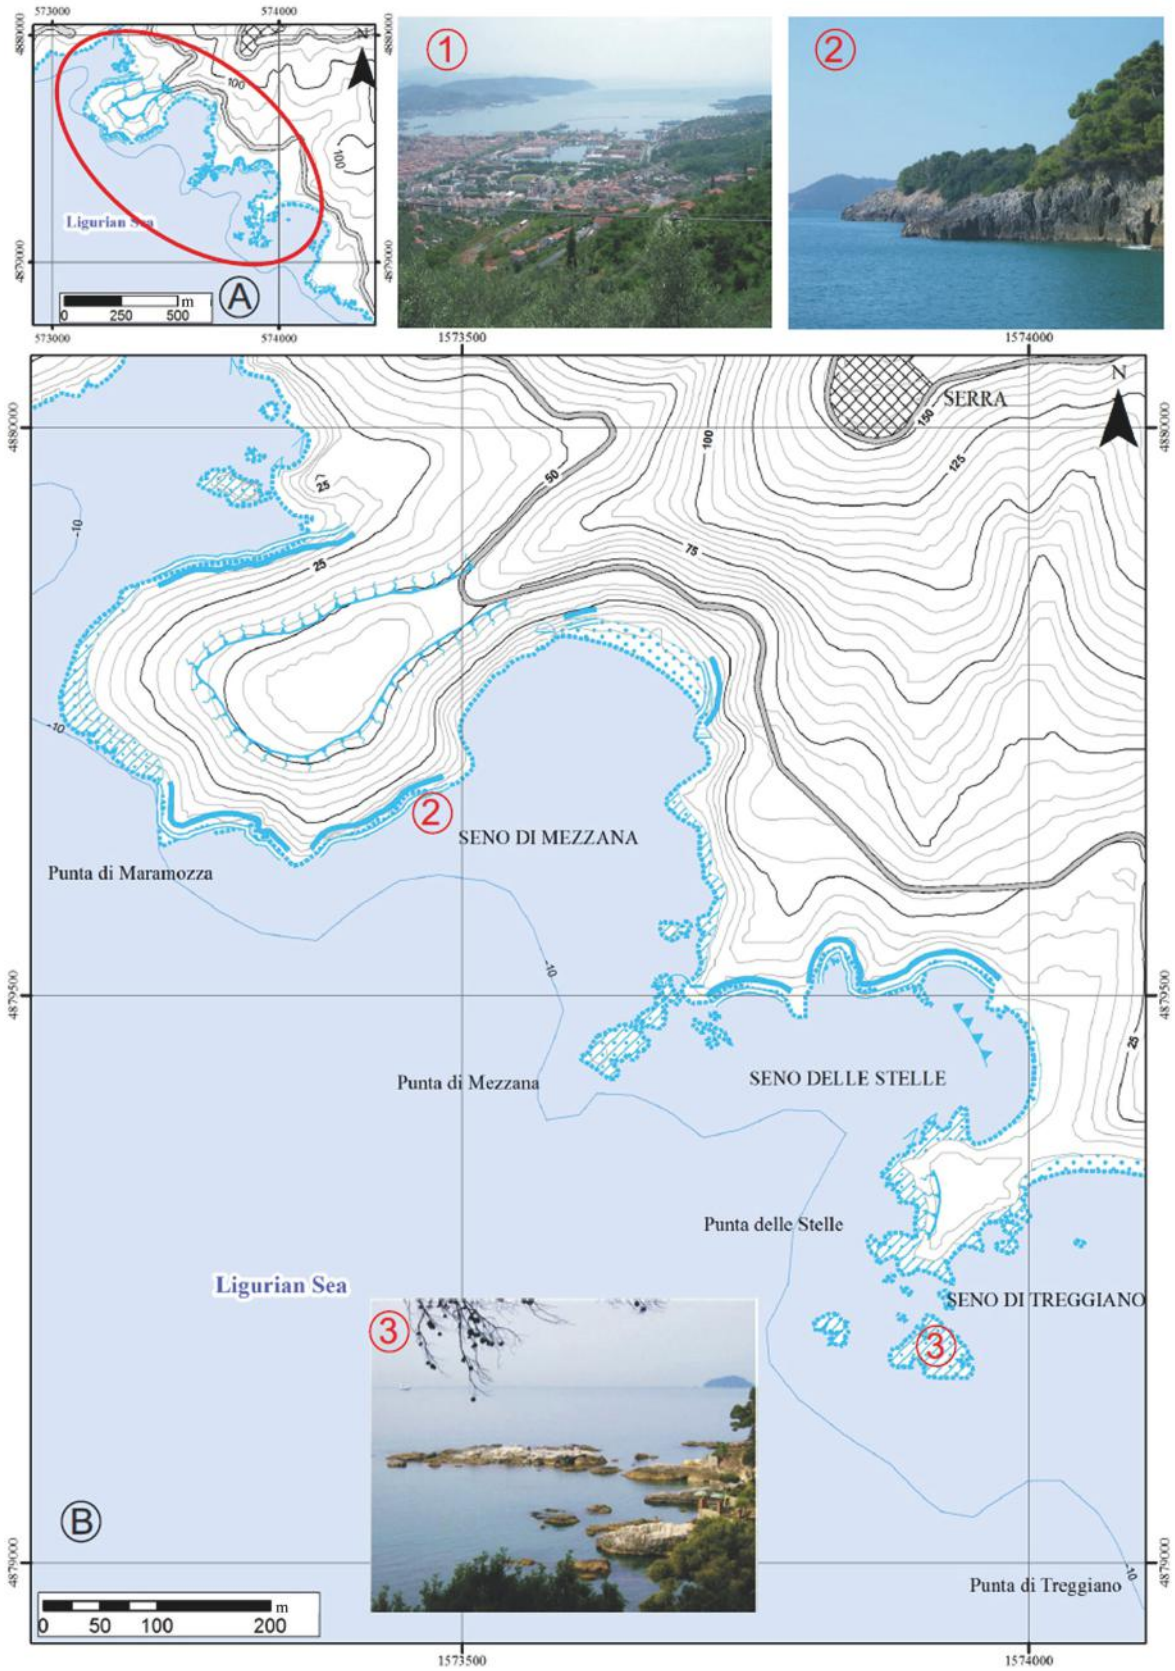 573000
574000
4880000
4880000
N
100
100
Ligurian Sea
4879000
4879000
A
m
0
250
500
573000
574000
1
2
1573500
1574000
N
SERRA
150
4880000
4880000
100
125
25
50
-10
75
25
-10
2
SENO DI MEZZANA
Punta di Maramozza
-10
4879500
4879500
25
Punta di Mezzana
SENO DELLE STELLE
Punta delle Stelle
Ligurian Sea
SENO DI TREGGIANO
3
3
B
4879000
4879000
-10
Punta di Treggiano
m
0
50
100
200
1573500
1574000